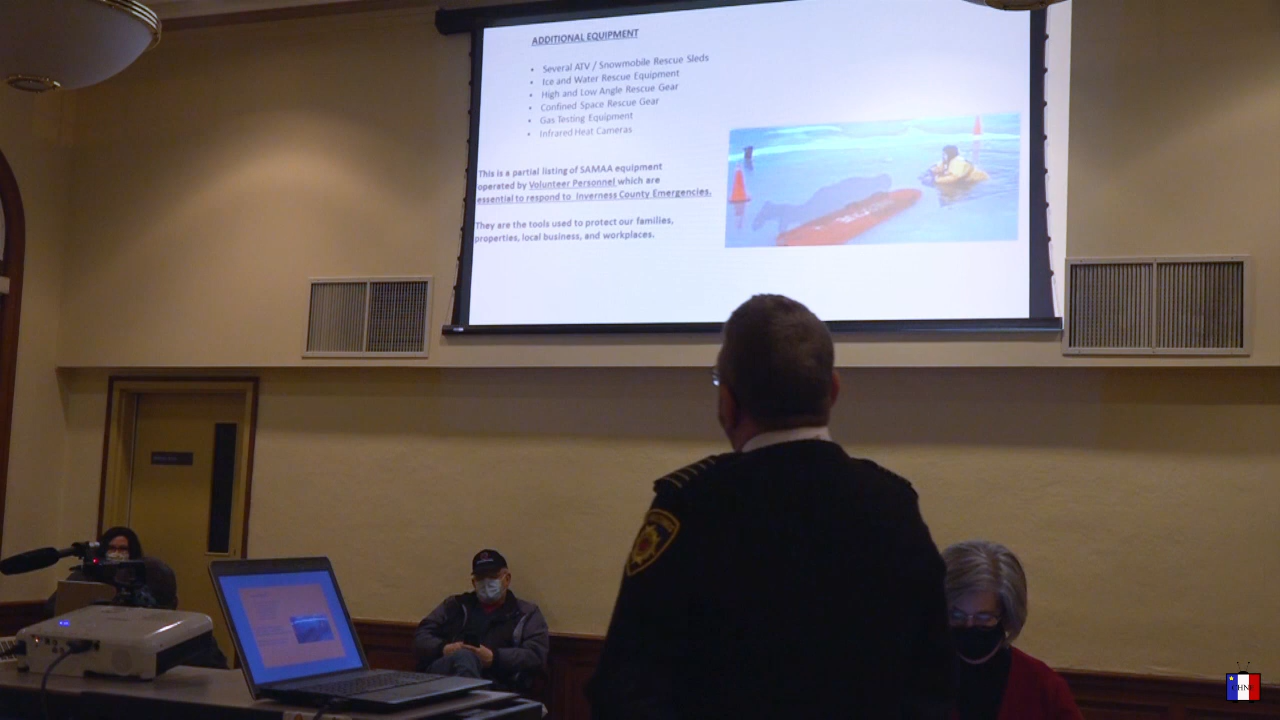 ADDITIONAL EQUIPMENT
• Several ATV / Snowmobile Rescue Sleds
• Ice and Water Rescue Equipment
• High and Low Angle Rescue Gear
• Confined Space Rescue Gear
• Gas Testing Equipment
• Infrared Heat Cameras
This is a partial listing of SAMAA equipment
operated by Volunteer Personnel which are
essential to respond to Inverness County Emergencies.
They are the tools used to protect our families,
properties, local business, and workplaces.